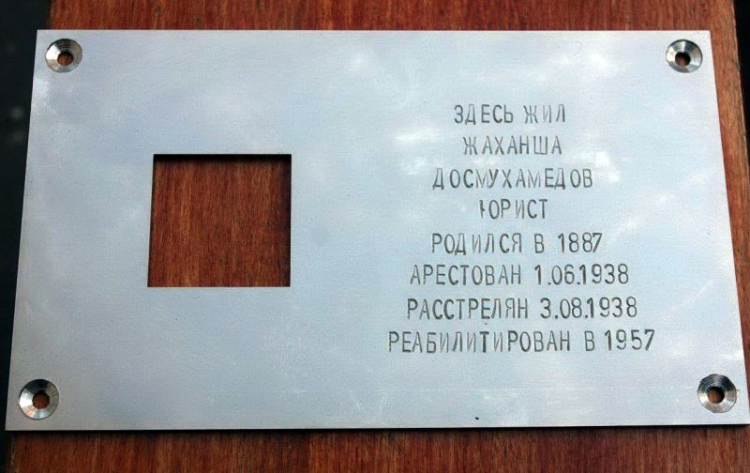 ЗДЕСЬ ЖИЛ
ЖАХАНША
ДОСМУХАМЕДОВ
ЮРИСТ
РОДИЛСЯ В 1887
АРЕСТОВАН 1.06.1938
РАССТРЕЛЯН 3.08.1938
РЕАБИЛИТИРОВАН В 1957